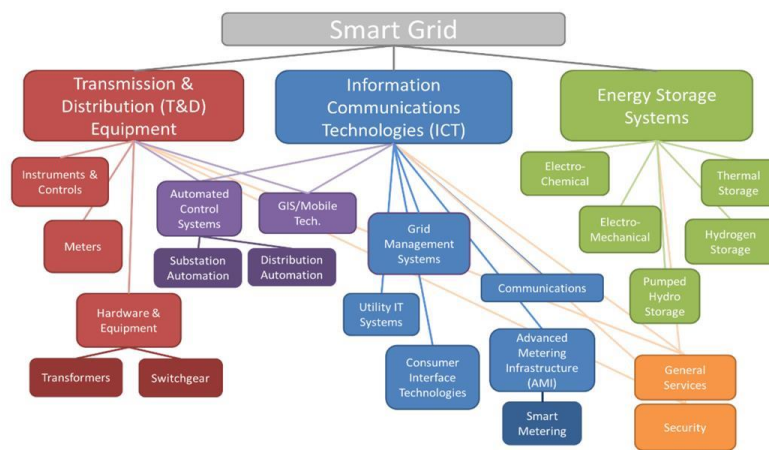 Smart Grid
Transmission &
Distribution (T&D)
Equipment
Information
Communications
Technologies (ICT)
Energy Storage
Systems
Instruments &
Controls
Meters
Hardware &
Equipment
Transformers
Switchgear
Automated
Control
Systems
GIS/Mobile
Tech.
Substation
Automation
Distribution
Automation
Grid
Management
Systems
Utility IT
Systems
Consumer
Interface
Technologies
Communications
Advanced
Metering
Infrastructure
(AMI)
Smart
Metering
Electro-
Chemical
Electro-
Mechanical
Pumped
Hydro
Storage
Thermal
Storage
Hydrogen
Storage
General
Services
Security